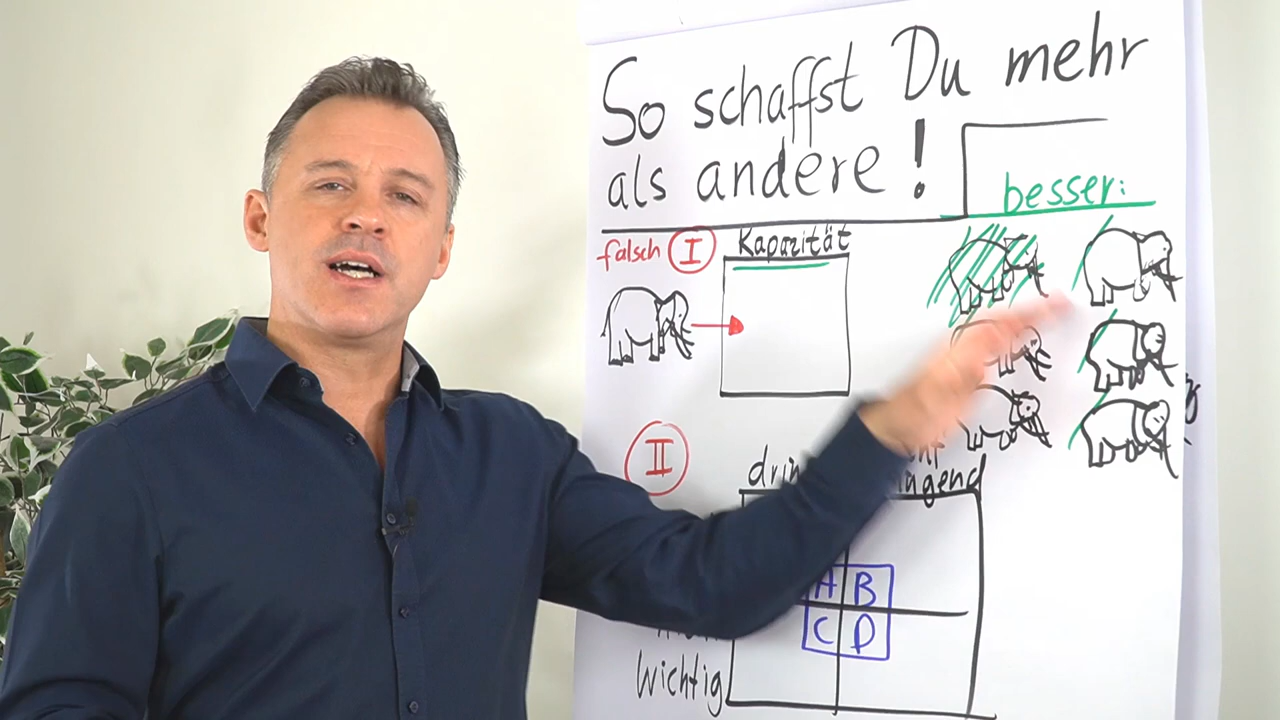 So schaffst Du mehr
als andere!
besser:
falsch I
Kapazität
II
A B
C D
Wichtig